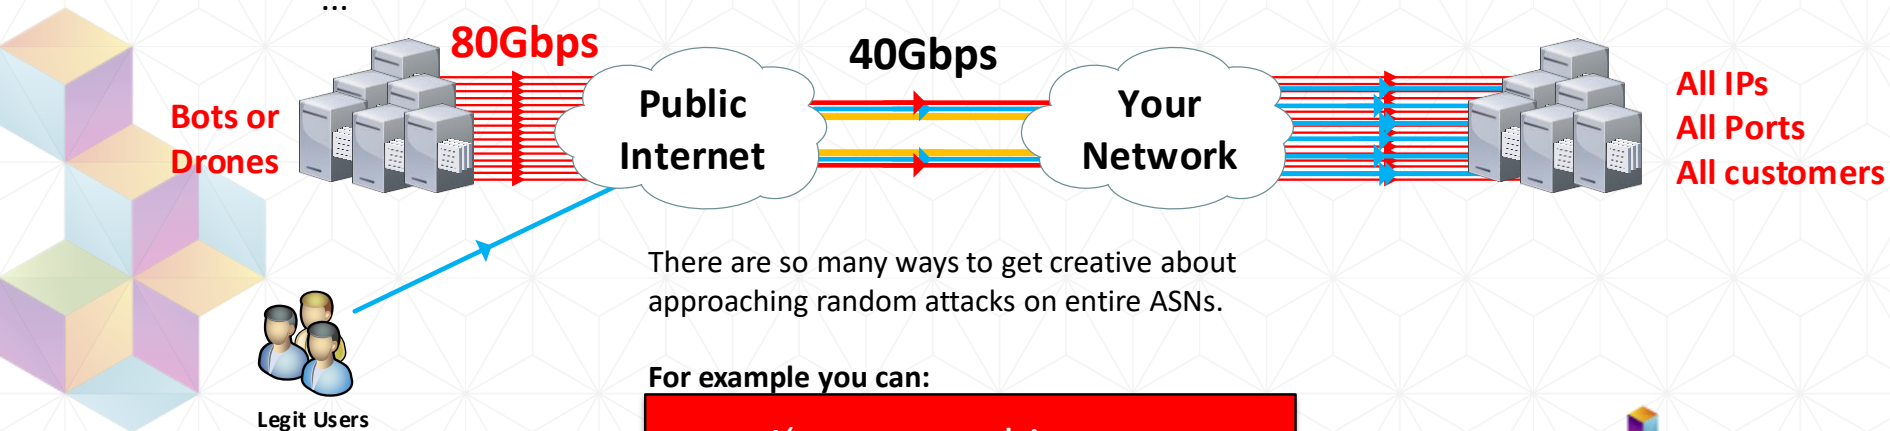 ...
80Gbps
40Gbps
Bots or
Drones
Public
Internet
Your
Network
All IPs
All Ports
All customers
There are so many ways to get creative about
approaching random attacks on entire ASNs.
For example you can:
Legit Users